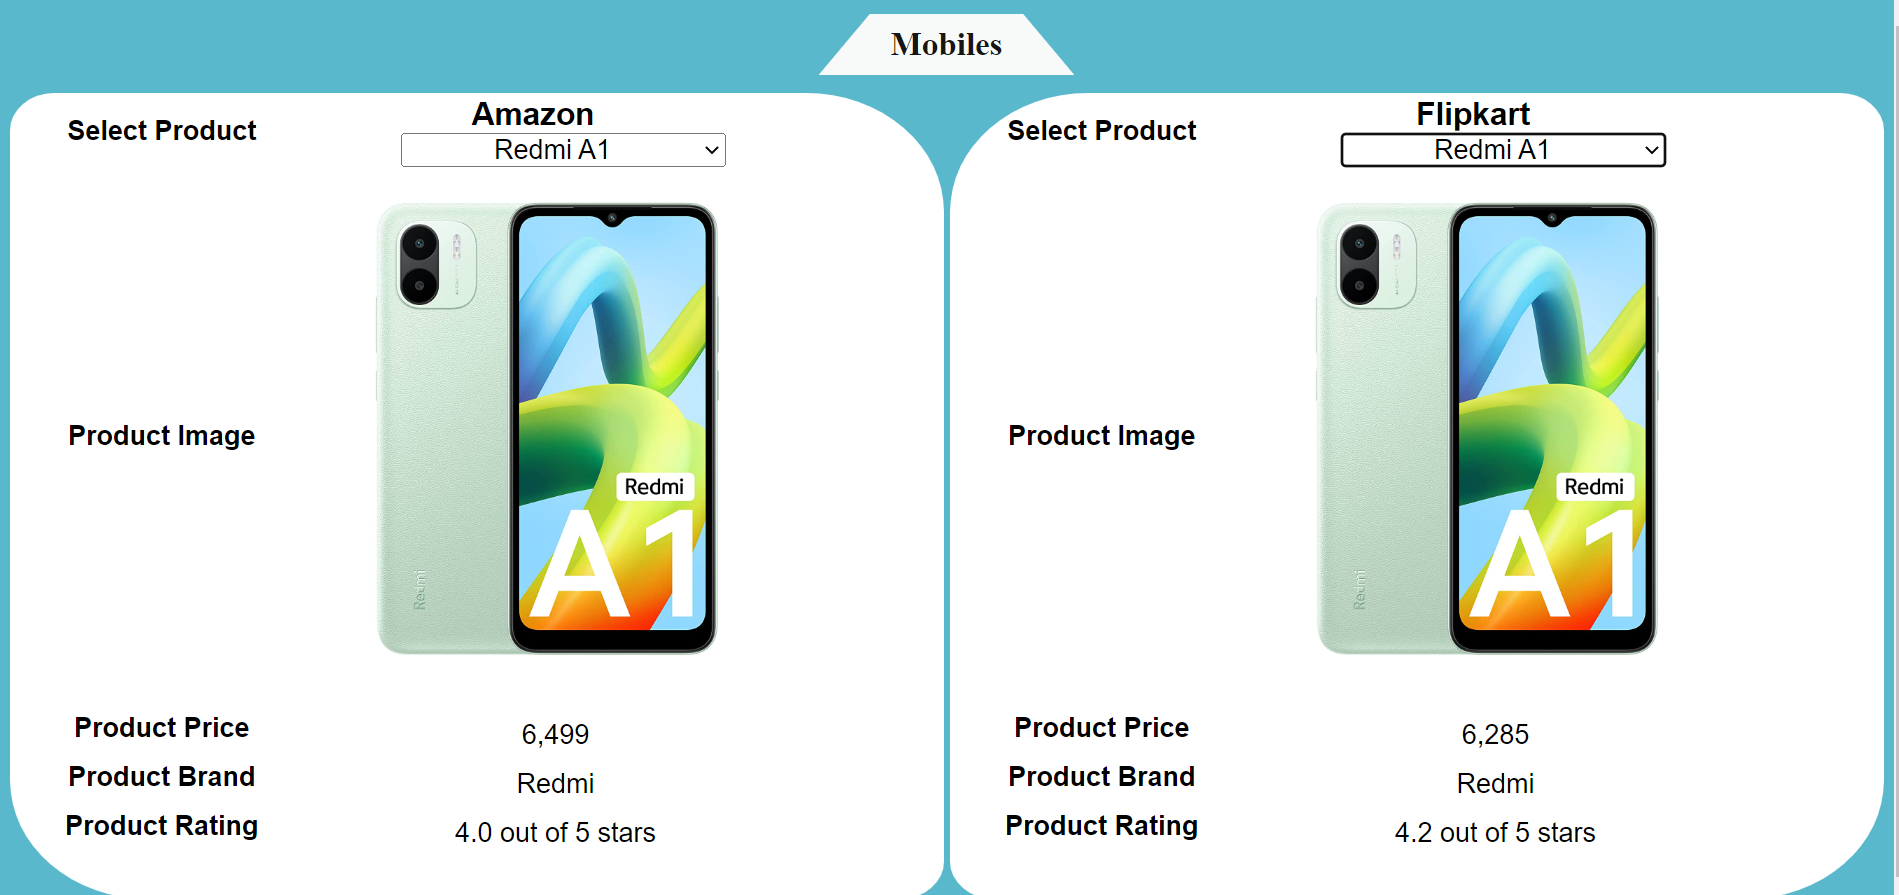 Mobiles
Amazon
Select Product
Redmi A1
Product Image
Redmi
A1
Redmi
Product Price
6,499
Product Brand
Redmi
Product Rating
4.0 out of 5 stars
Flipkart
Select Product
Redmi A1
Product Image
Redmi
A1
Redmi
Product Price
6,285
Product Brand
Redmi
Product Rating
4.2 out of 5 stars